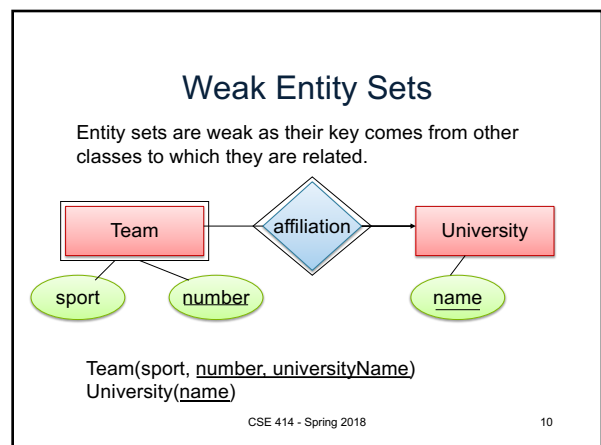 Weak Entity Sets
Entity sets are weak as their key comes from other
classes to which they are related.
Team
affiliation
University
sport
number
name
Team(sport, number, universityName)
University(name)
CSE 414 - Spring 2018
10